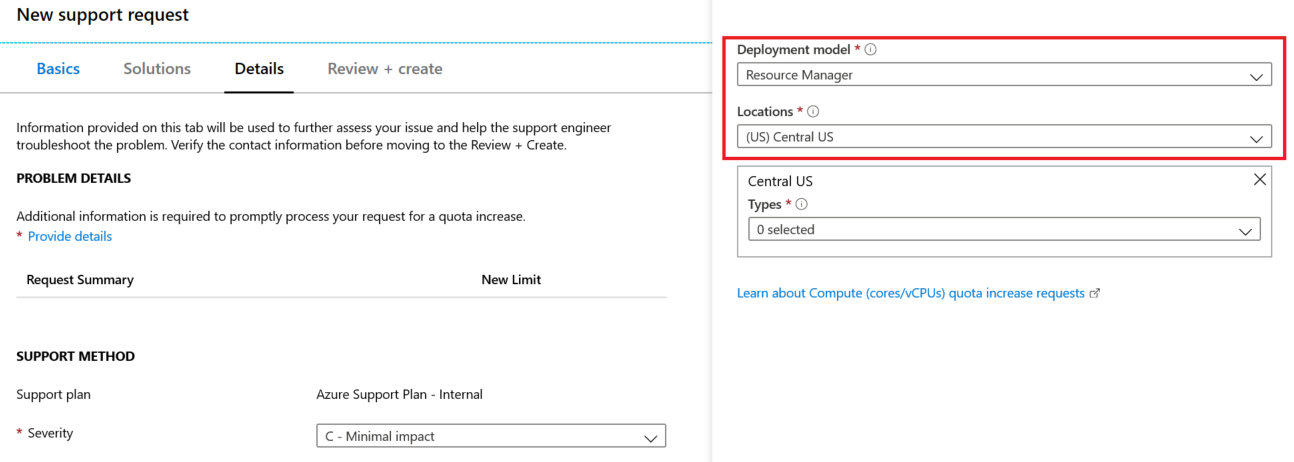 New support request
Basics
Solutions
Details
Review + create
Information provided on this tab will be used to further assess your issue and help the support engineer
troubleshoot the problem. Verify the contact information before moving to the Review + Create.
PROBLEM DETAILS
Additional information is required to promptly process your request for a quota increase.
* Provide details
Request Summary
New Limit
SUPPORT METHOD
Support plan
Azure Support Plan - Internal
* Severity
C - Minimal impact
Deployment model *
Resource Manager
Locations *
(US) Central US
Central US
Types *
0 selected
Learn about Compute (cores/vCPUs) quota increase requests